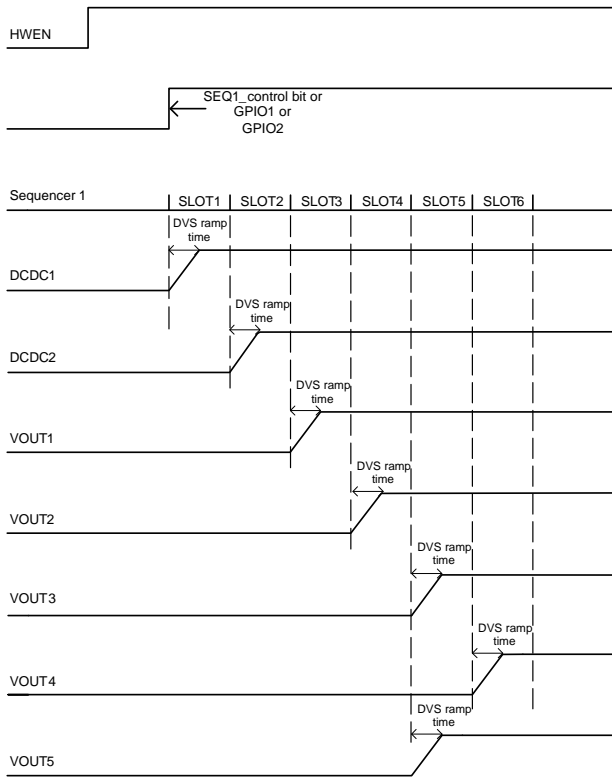 HWEN
SEQ1_control bit or
GPIO1 or
GPIO2
Sequencer 1
SLOT1
SLOT2
SLOT3
SLOT4
SLOT5
SLOT6
DVS ramp
time
DCDC1
DVS ramp
time
DCDC2
DVS ramp
time
VOUT1
DVS ramp
time
VOUT2
DVS ramp
time
VOUT3
DVS ramp
time
VOUT4
DVS ramp
time
VOUT5